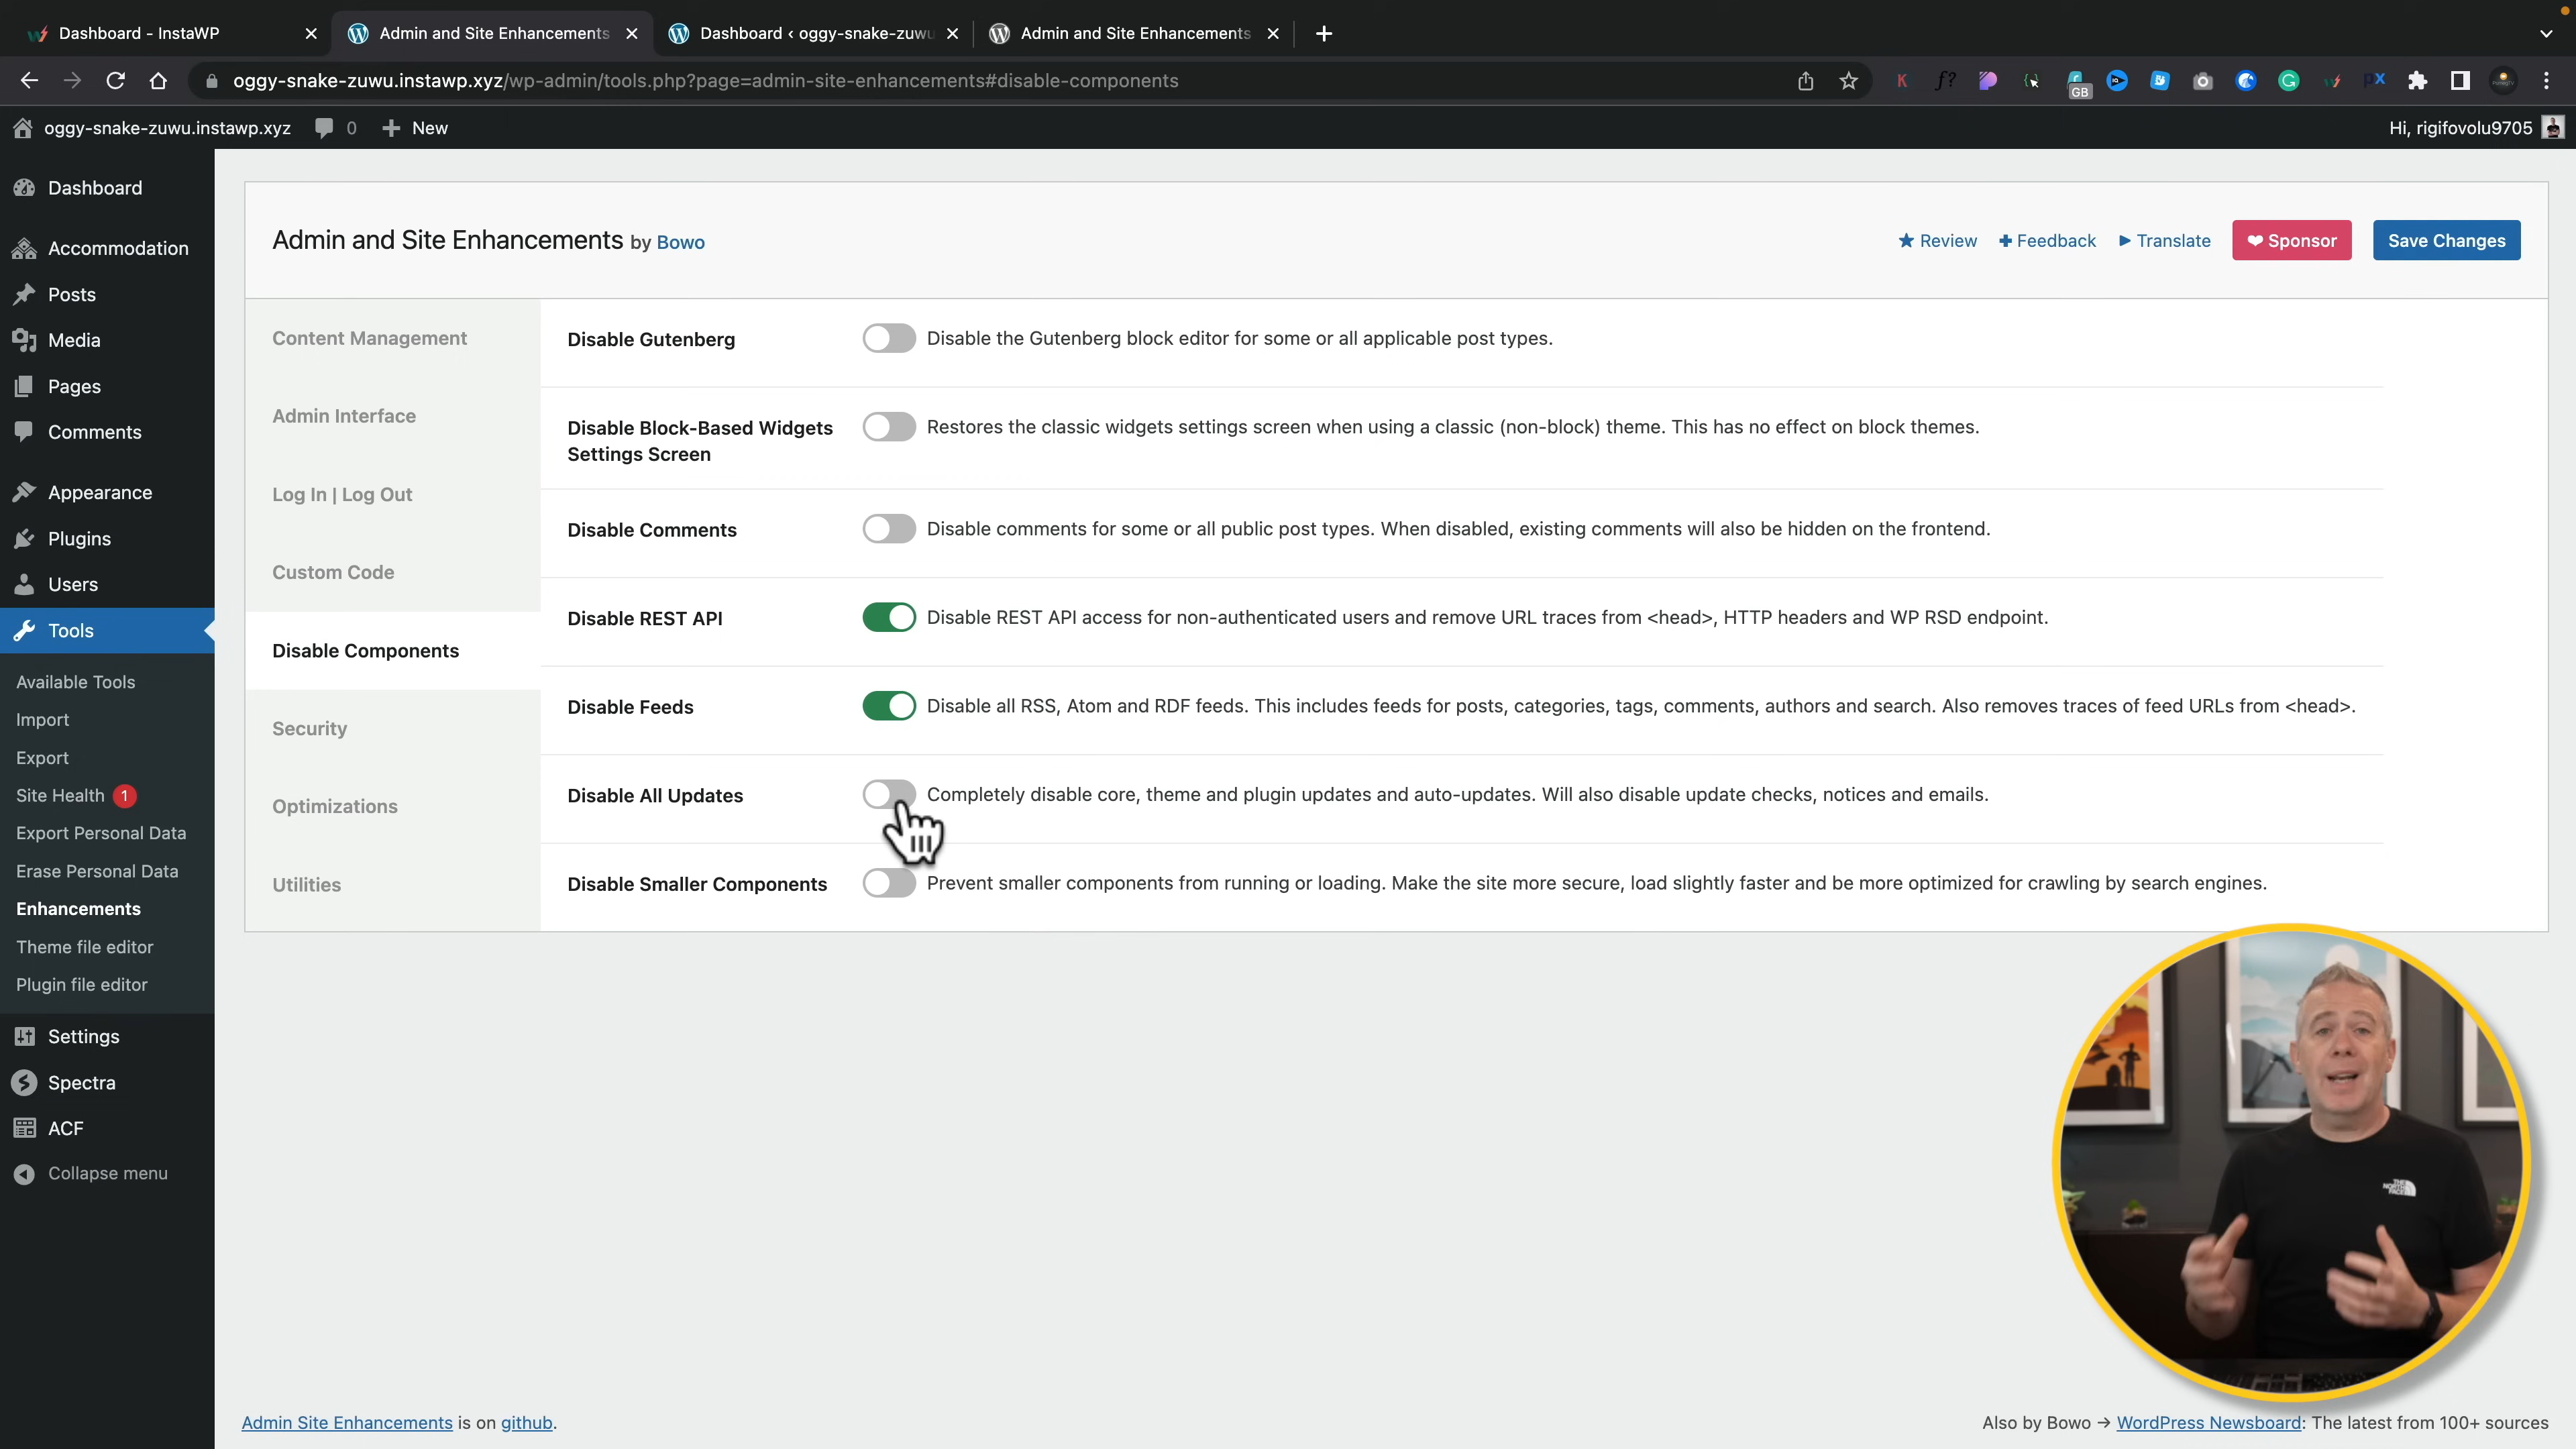 Dashboard - InstaWP
Admin and Site Enhancements
Dashboard ‹ oggy-snake-zuwu
Admin and Site Enhancements
oggy-snake-zuwu.instawp.xyz/wp-admin/tools.php?page=admin-site-enhancements#disable-components
GB
oggy-snake-zuwu.instawp.xyz 0 New
Hi, rigifovolu9705
Dashboard
Accommodation
Posts
Media
Pages
Comments
Appearance
Plugins
Users
Tools
Available Tools
Import
Export
Site Health 1
Export Personal Data
Erase Personal Data
Enhancements
Theme file editor
Plugin file editor
Settings
Spectra
ACF
Collapse menu
Admin and Site Enhancements by Bowo
Review Feedback Translate Sponsor Save Changes
Content Management
Admin Interface
Log In | Log Out
Custom Code
Disable Components
Security
Optimizations
Utilities
Disable Gutenberg Disable the Gutenberg block editor for some or all applicable post types.
Disable Block-Based Widgets
Settings Screen
Restores the classic widgets settings screen when using a classic (non-block) theme. This has no effect on block themes.
Disable Comments Disable comments for some or all public post types. When disabled, existing comments will also be hidden on the frontend.
Disable REST API Disable REST API access for non-authenticated users and remove URL traces from <head>, HTTP headers and WP RSD endpoint.
Disable Feeds Disable all RSS, Atom and RDF feeds. This includes feeds for posts, categories, tags, comments, authors and search. Also removes traces of feed URLs from <head>.
Disable All Updates Completely disable core, theme and plugin updates and auto-updates. Will also disable update checks, notices and emails.
Disable Smaller Components Prevent smaller components from running or loading. Make the site more secure, load slightly faster and be more optimized for crawling by search engines.
THE
NORTH
FACE
Admin Site Enhancements is on github.
Also by Bowo → WordPress Newsboard: The latest from 100+ sources